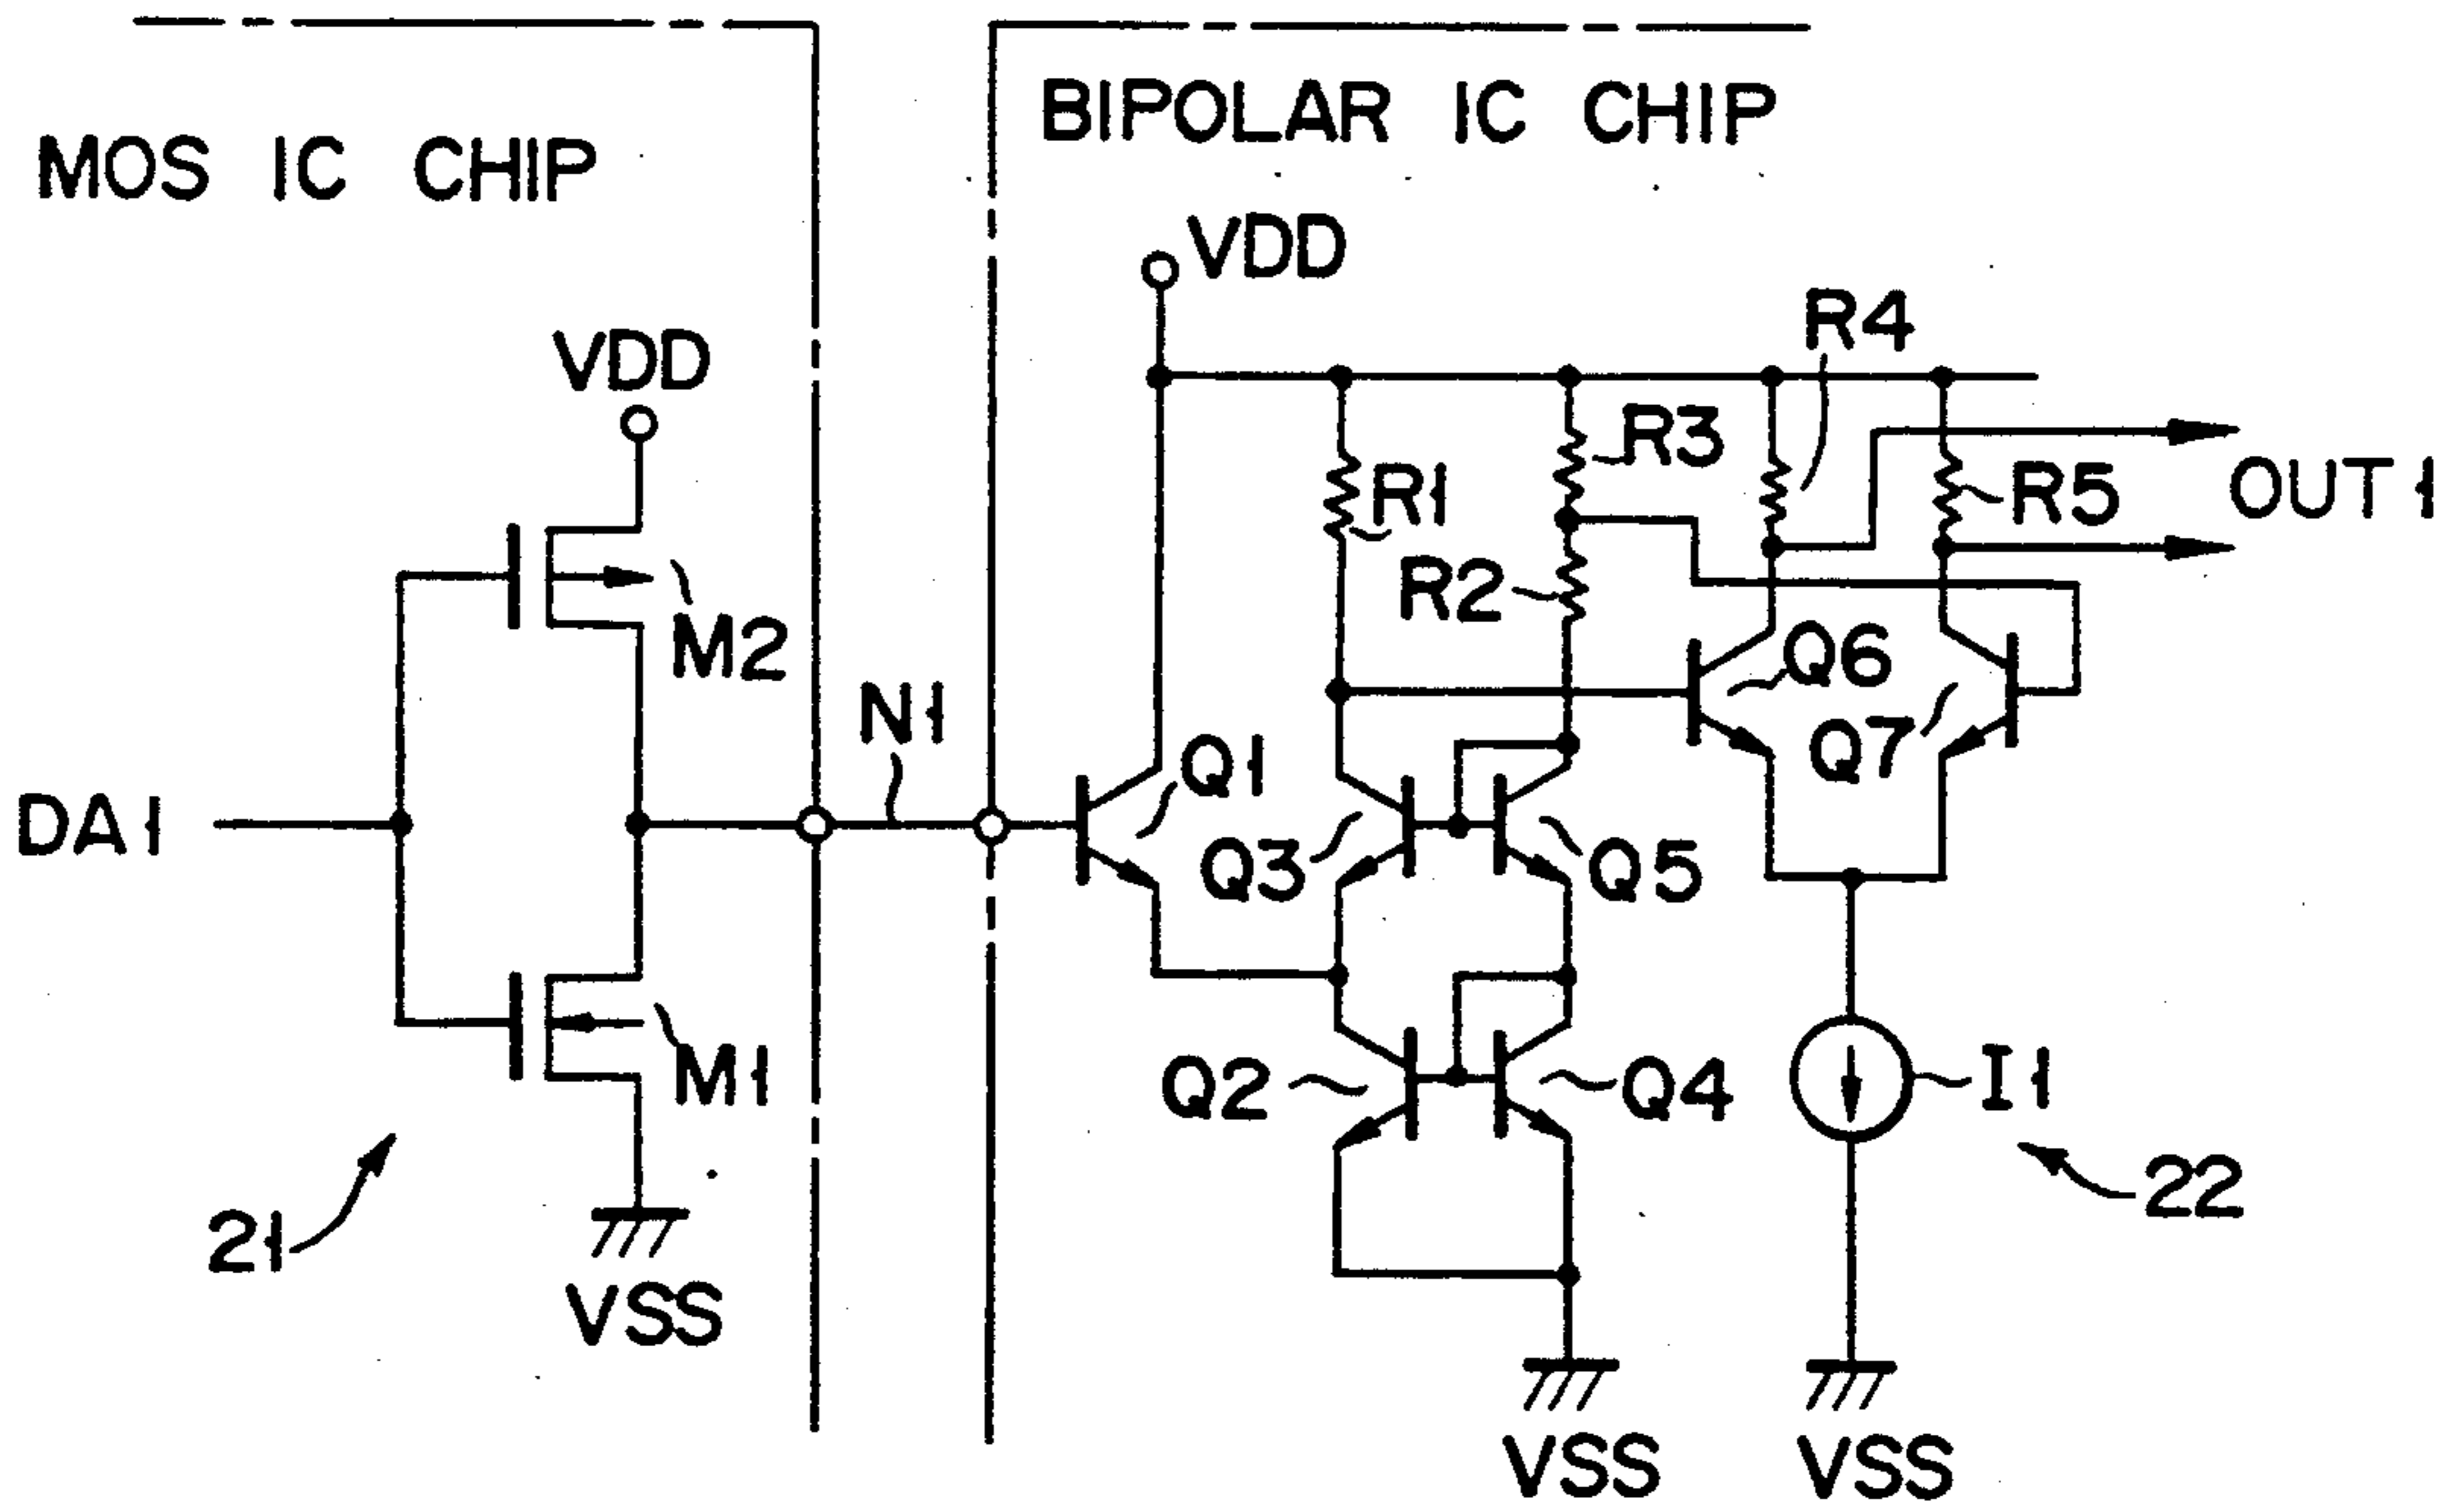 MOS IC CHIP
BIPOLAR IC CHIP
VDD
VDD
R4
R3
R1
R5
OUT1
R2
M2
N1
Q6
Q7
Q1
DA1
Q3
Q5
M1
Q2
Q4
I1
21
22
VSS
VSS
VSS